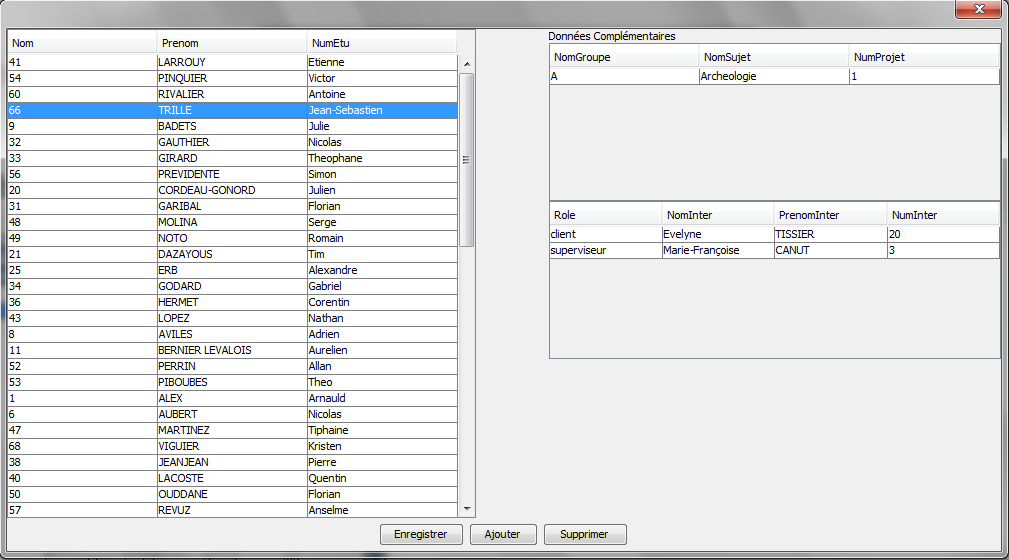 Nom Prenom NumEtu
41 LARROUY Etienne
54 PINQUIER Victor
60 RIVALIER Antoine
66 TRILLE Jean-Sebastien
9 BADETS Julie
32 GAUTHIER Nicolas
33 GIRARD Theophane
56 PREVIDENTE Simon
20 CORDEAU-GONORD Julien
31 GARIBAL Florian
48 MOLINA Serge
49 NOTO Romain
21 DAZAYOUS Tim
25 ERB Alexandre
34 GODARD Gabriel
36 HERMET Corentin
43 LOPEZ Nathan
8 AVILES Adrien
11 BERNIER LEVALOIS Aurelien
52 PERRIN Allan
53 PIBOUBES Theo
1 ALEX Arnauld
6 AUBERT Nicolas
47 MARTINEZ Tiphaine
68 VIGUIER Kristen
38 JEANJEAN Pierre
40 LACOSTE Quentin
50 OUDDANE Florian
57 REVUZ Anselme
Données Complémentaires
NomGroupe NomSujet NumProjet
A Archeologie 1
Role NomInter PrenomInter NumInter
client Evelyne TISSIER 20
superviseur Marie-Françoise CANUT 3
Enregistrer Ajouter Supprimer